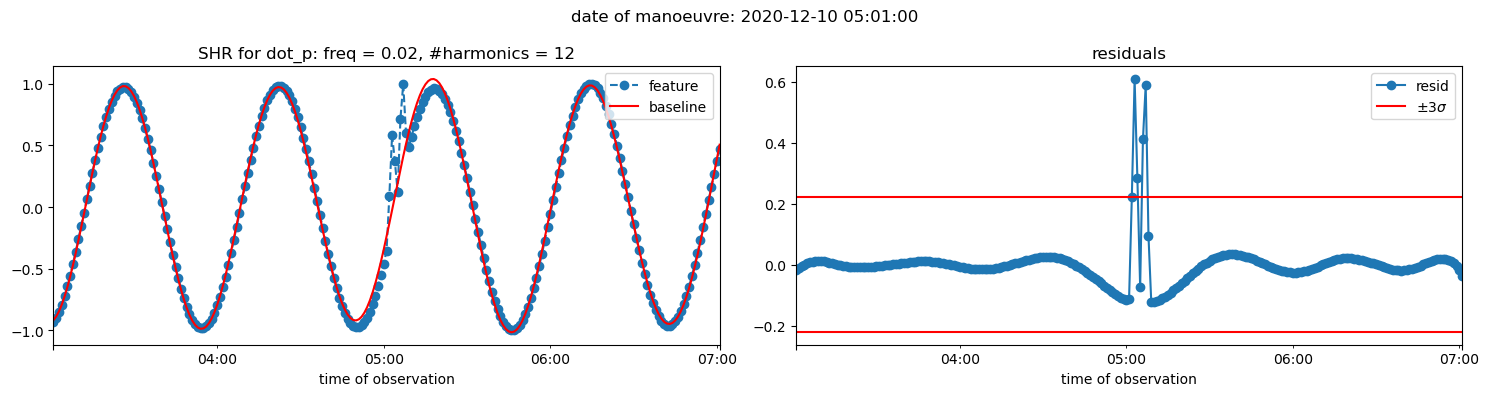 date of manoeuvre: 2020-12-10 05:01:00
SHR for dot_p: freq = 0.02, #harmonics = 12
1.0
0.5
0.0
−0.5
−1.0
feature
baseline
04:00 05:00 06:00 07:00
time of observation
residuals
0.6
0.4
0.2
0.0
−0.2
resid
±3σ
04:00 05:00 06:00 07:00
time of observation